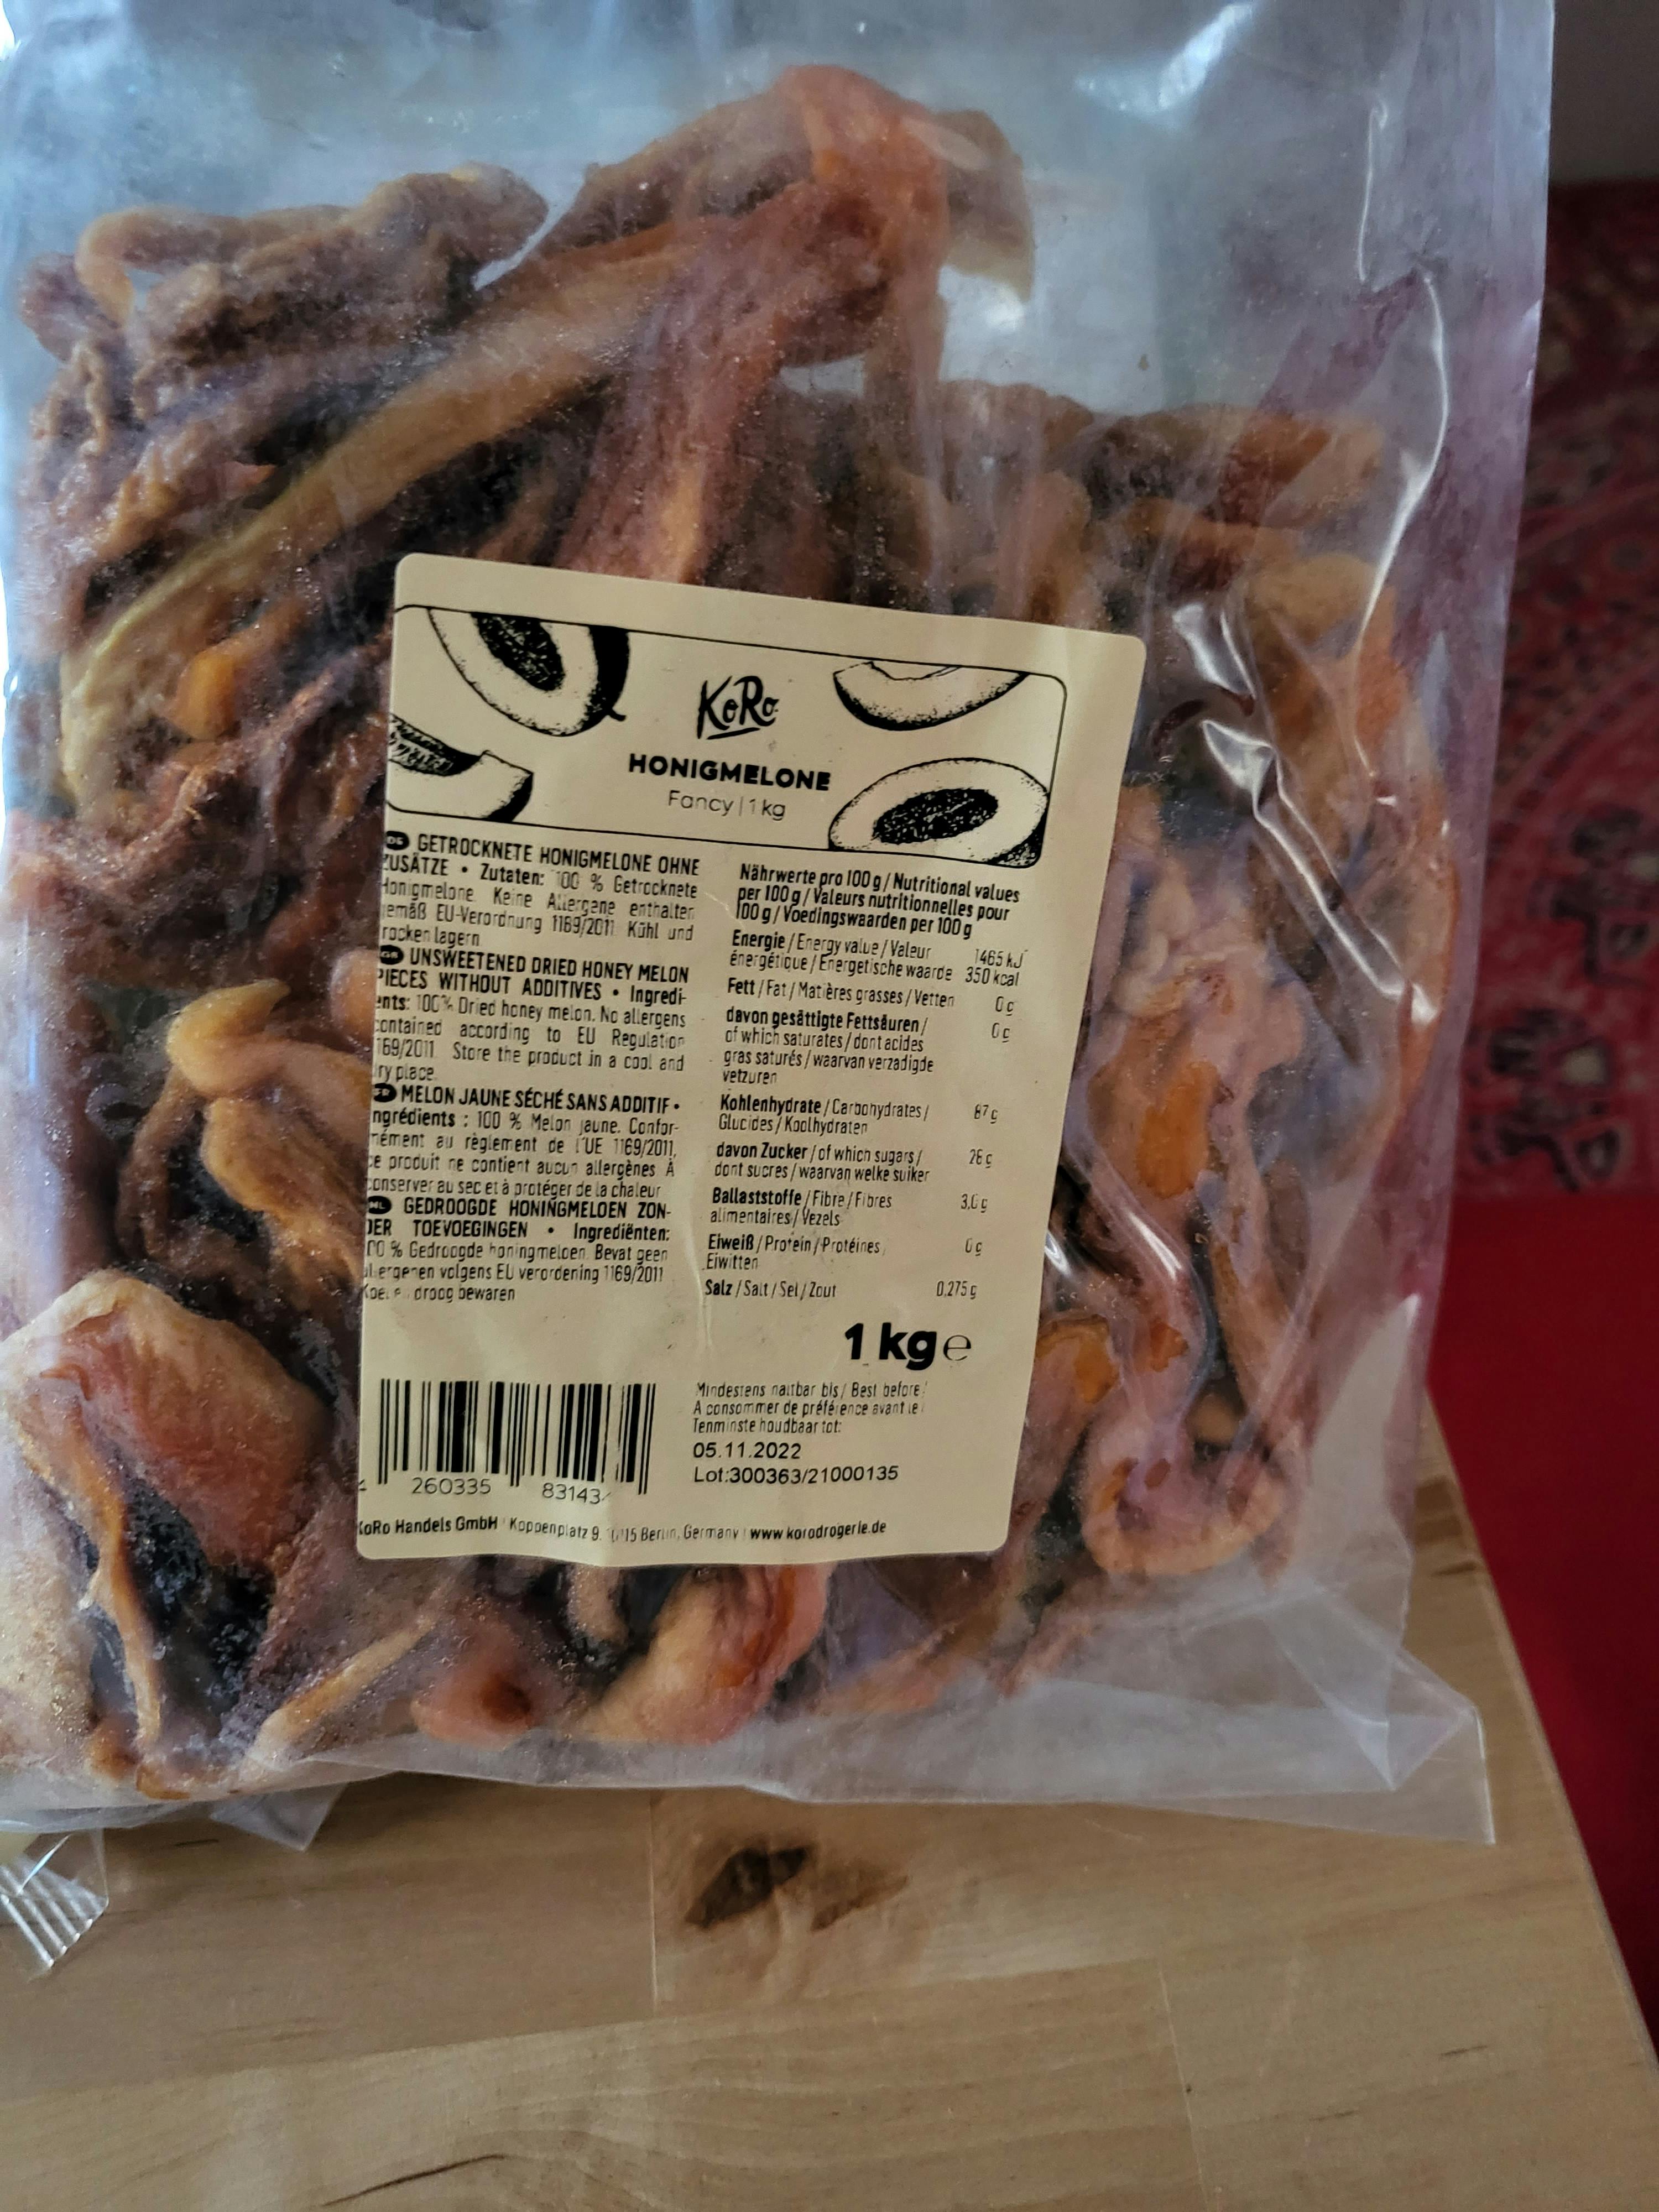 KoRo
HONIGMELONE
Fancy | 1 kg
DE GETROCKNETE HONIGMELONE OHNE
ZUSÄTZE • Zutaten: 100 % Getrocknete
Honigmelone. Keine Allergene enthalten
gemäß EU-Verordnung 1169/2011. Kühl und
trocken lagern
GB UNSWEETENED DRIED HONEY MELON
PIECES WITHOUT ADDITIVES • Ingredi-
ents: 100% Dried honey melon. No allergens
contained according to EU Regulation
1169/2011. Store the product in a cool and
dry place.
FR MELON JAUNE SÉCHÉ SANS ADDITIF •
Ingrédients : 100 % Melon jaune. Confor-
mément au règlement de l'UE 1169/2011,
ce produit ne contient aucun allergènes. À
conserver au sec et à protéger de la chaleur
NL GEDROOGDE HONINGMELOEN ZON-
DER TOEVOEGINGEN • Ingrediënten:
100 % Gedroogde honingmeloen. Bevat geen
allergenen volgens EU verordening 1169/2011
droog bewaren
Nährwerte pro 100 g / Nutritional values
per 100 g / Valeurs nutritionnelles pour
100 g / Voedingswaarden per 100 g
Energie / Energy value / Valeur 1465 kJ
énergétique / Energetische waarde 350 kcal
Fett / Fat / Matières grasses / Vetten 0 g
davon gesättigte Fettsäuren / 0 g
of which saturates / dont acides
gras saturés / waarvan verzadigde
vetzuren
Kohlenhydrate / Carbohydrates / 87 g
Glucides / Koolhydraten
davon Zucker / of which sugars / 26 g
dont sucres / waarvan welke suiker
Ballaststoffe / Fibre / Fibres 3,0 g
alimentaires / Vezels
Eiweiß / Protein / Protéines / 0 g
Eiwitten
Salz / Salt / Sel / Zout 0,275 g
1 kg e
Mindestens haltbar bis / Best before /
A consommer de préférence avant le /
Tenminste houdbaar tot:
05.11.2022
Lot:300363/21000135
260335 83143
KoRo Handels GmbH | Koppenplatz 9, Berlin, Germany | www.korodrogerie.de